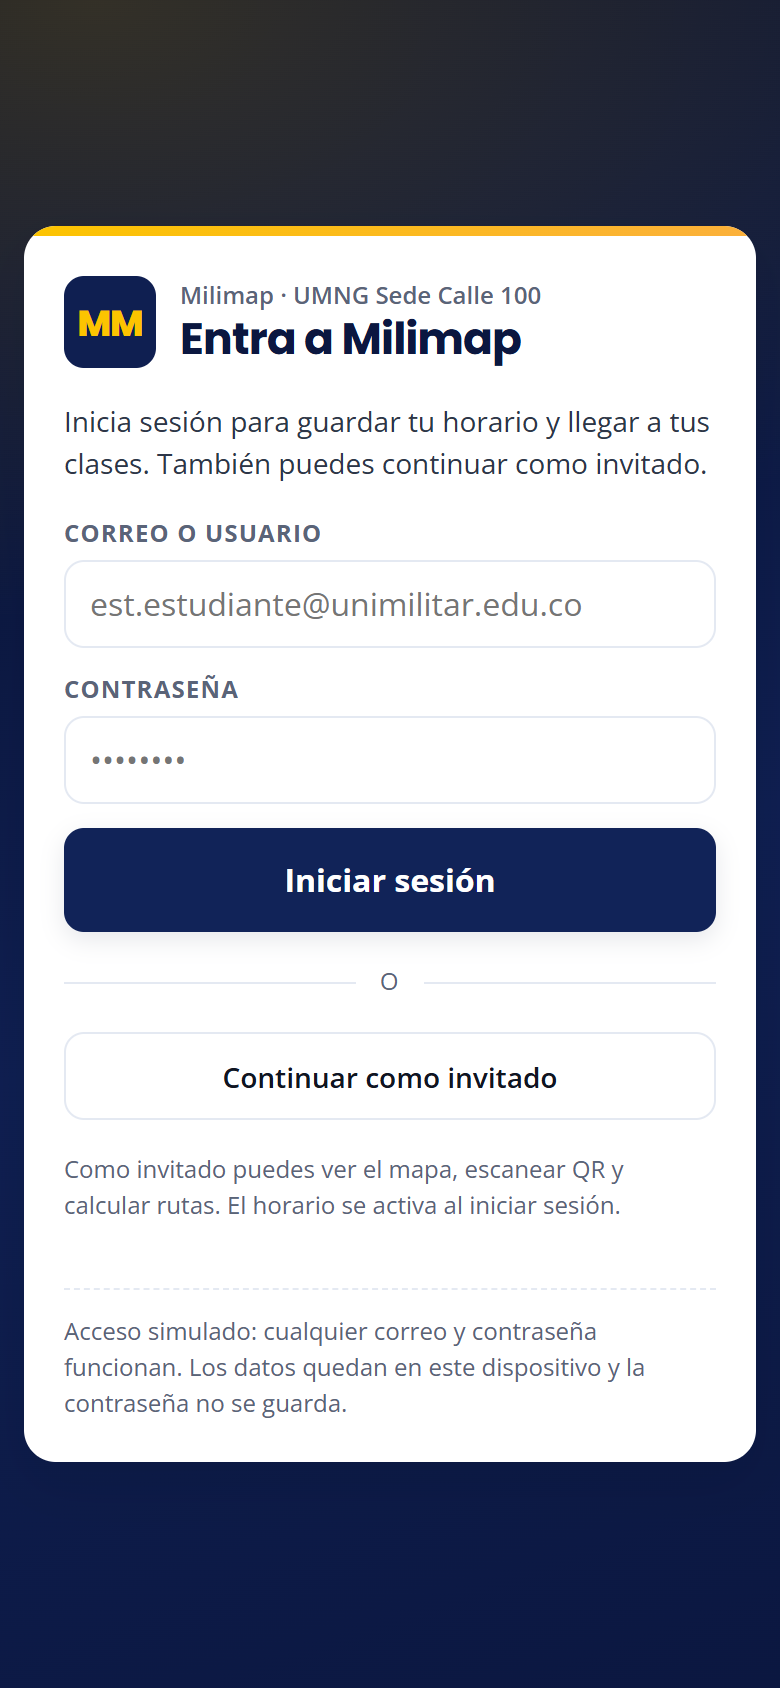 MM
Milimap · UMNG Sede Calle 100
Entra a Milimap
Inicia sesión para guardar tu horario y llegar a tus
clases. También puedes continuar como invitado.
CORREO O USUARIO
est.estudiante@unimilitar.edu.co
CONTRASEÑA
••••••••
Iniciar sesión
O
Continuar como invitado
Como invitado puedes ver el mapa, escanear QR y
calcular rutas. El horario se activa al iniciar sesión.
Acceso simulado: cualquier correo y contraseña
funcionan. Los datos quedan en este dispositivo y la
contraseña no se guarda.